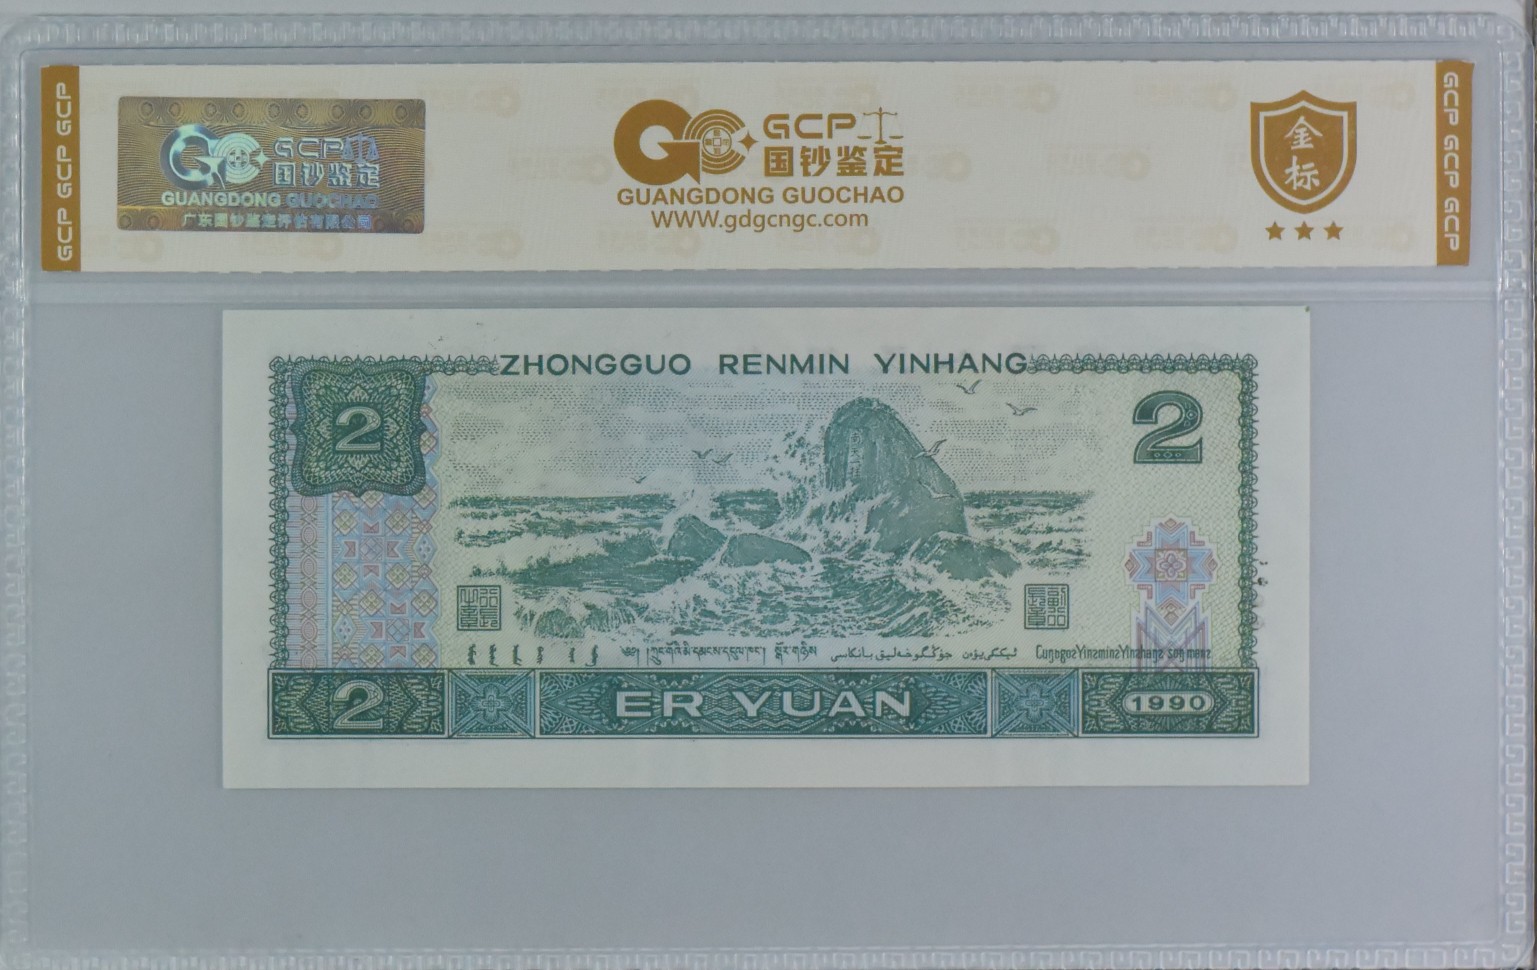 GCP GCP GCP
GCP
国钞鉴定
GUANGDONG GUOCHAO
广东国钞鉴定评估有限公司
GCP
国钞鉴定
GUANGDONG GUOCHAO
WWW.gdgcngc.com
金标
GCP GCP GCP
ZHONGGUO RENMIN YINHANG
2
2
2
ER YUAN
1990